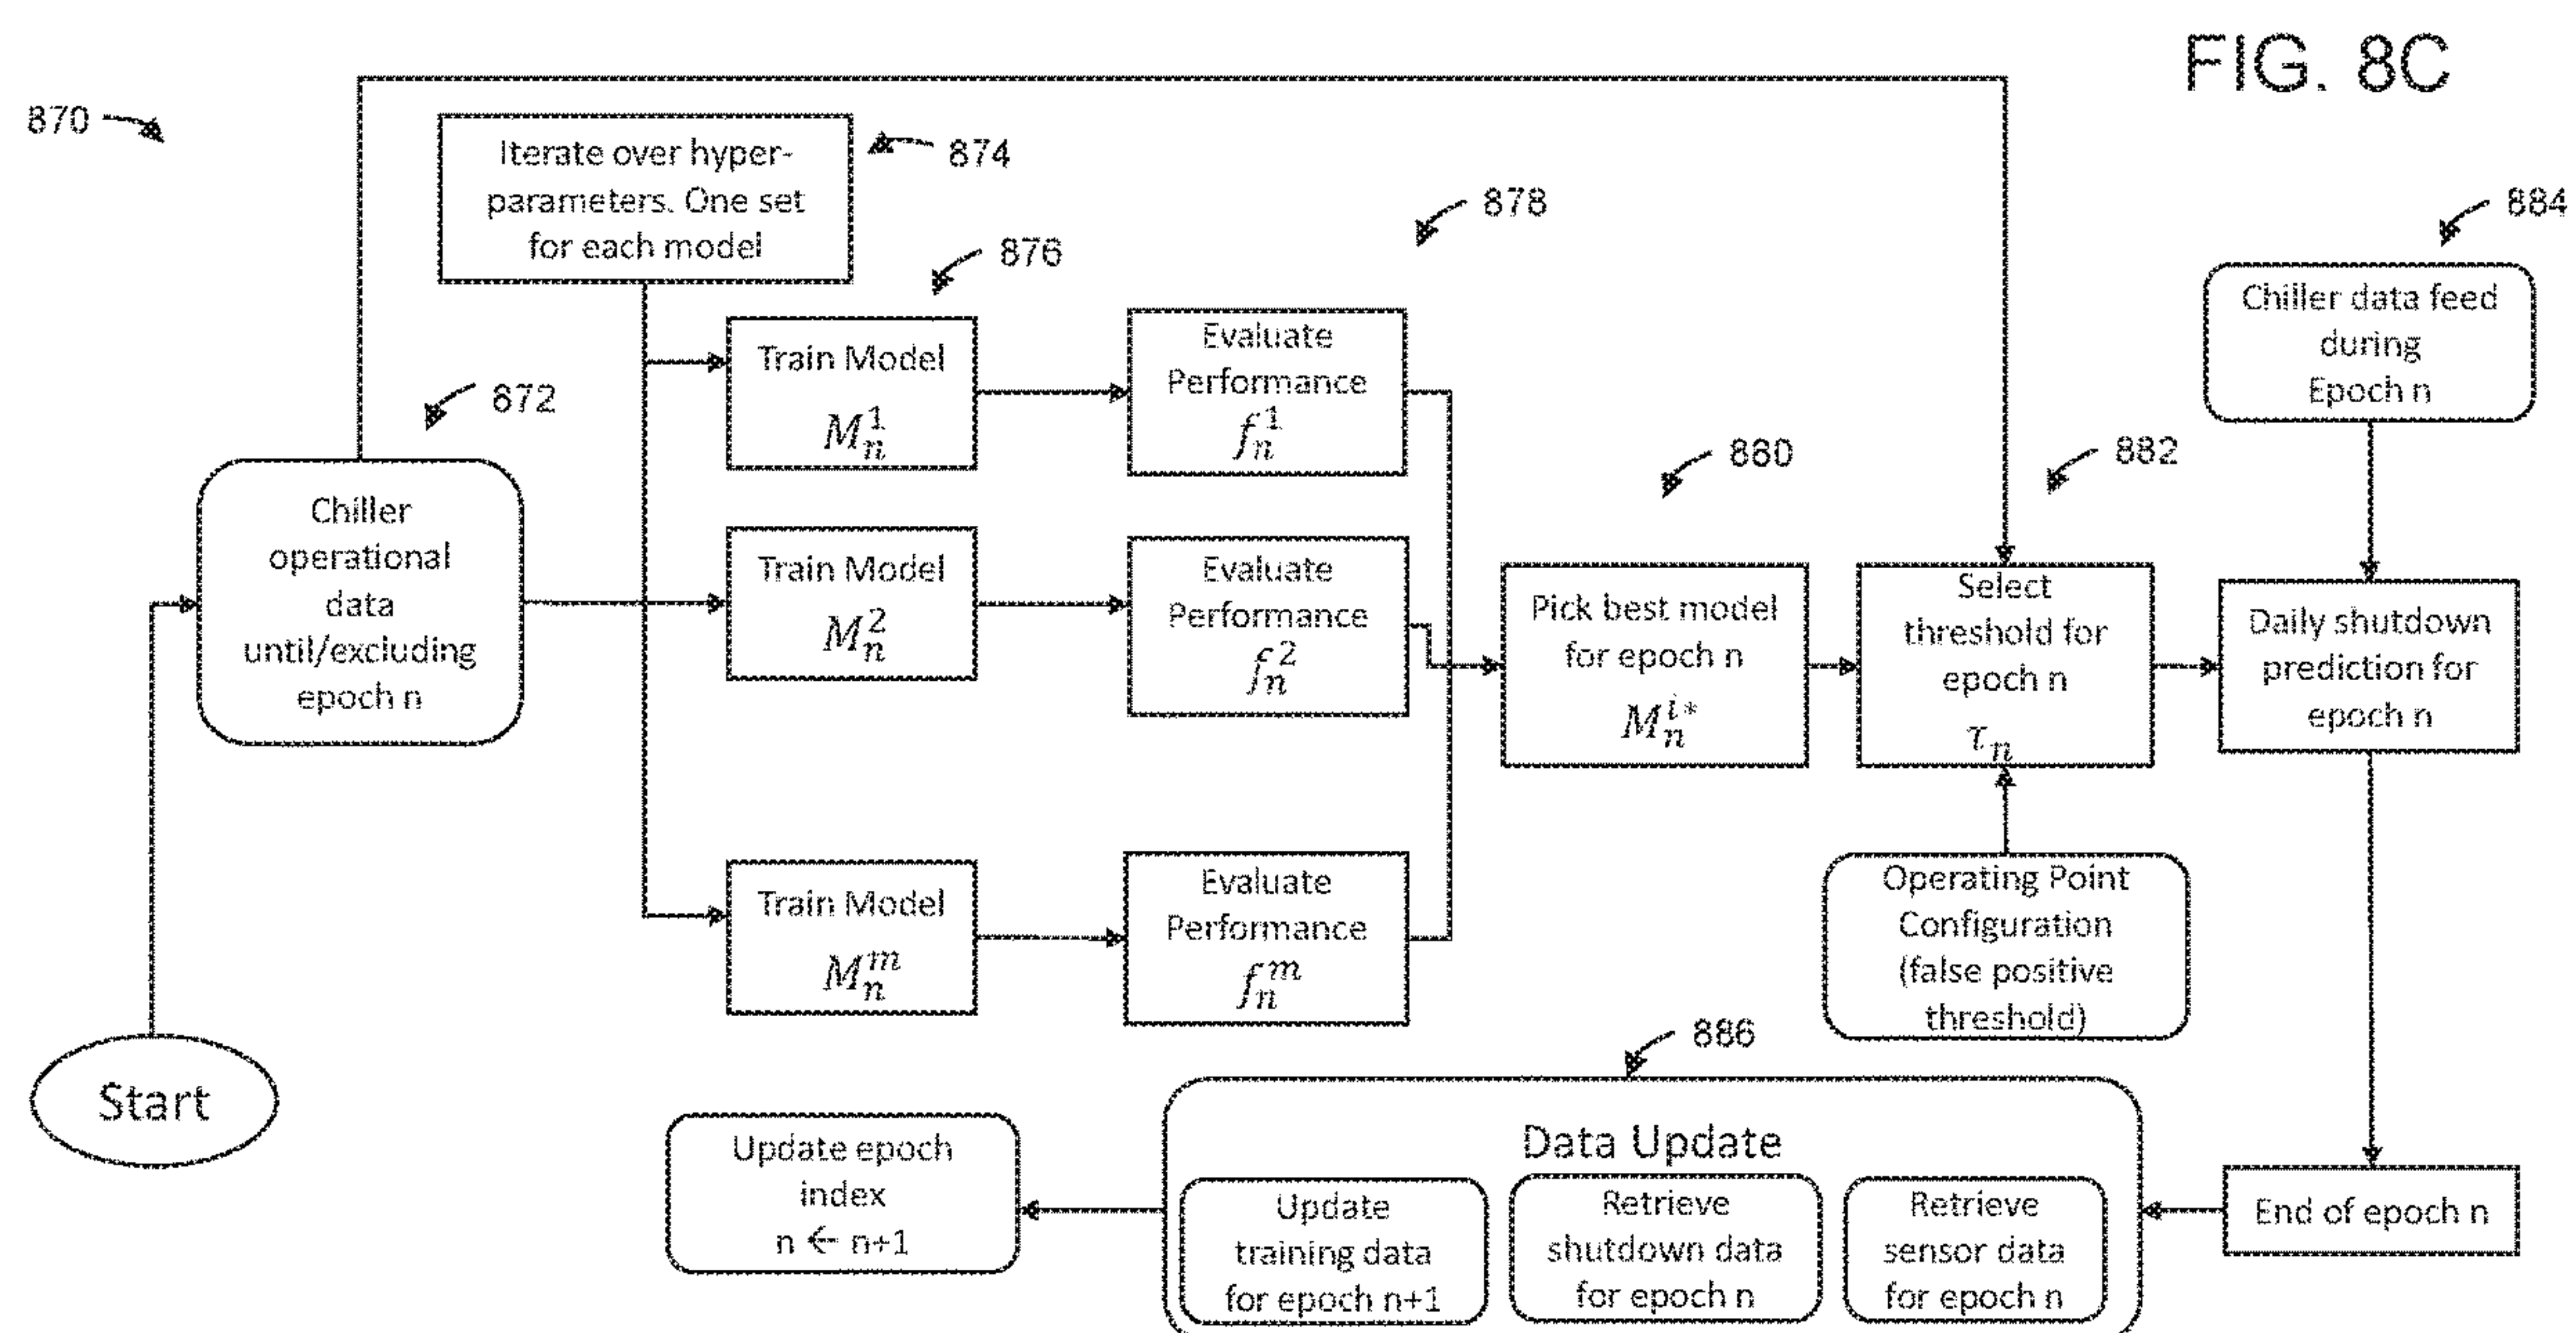 FIG. 8C
870
Iterate over hyper-
parameters. One set
for each model
874
876
878
884
872
Chiller
operational
data
until/excluding
epoch n
Train Model
M_n^1
Evaluate
Performance
f_n^1
Train Model
M_n^2
Evaluate
Performance
f_n^2
Train Model
M_n^m
Evaluate
Performance
f_n^m
880
Pick best model
for epoch n
M_n^{i*}
882
Select
threshold for
epoch n
τ_n
Chiller data feed
during
Epoch n
Daily shutdown
prediction for
epoch n
Operating Point
Configuration
(false positive
threshold)
Start
886
Data Update
Update epoch
index
n ← n+1
Update
training data
for epoch n+1
Retrieve
shutdown data
for epoch n
Retrieve
sensor data
for epoch n
End of epoch n